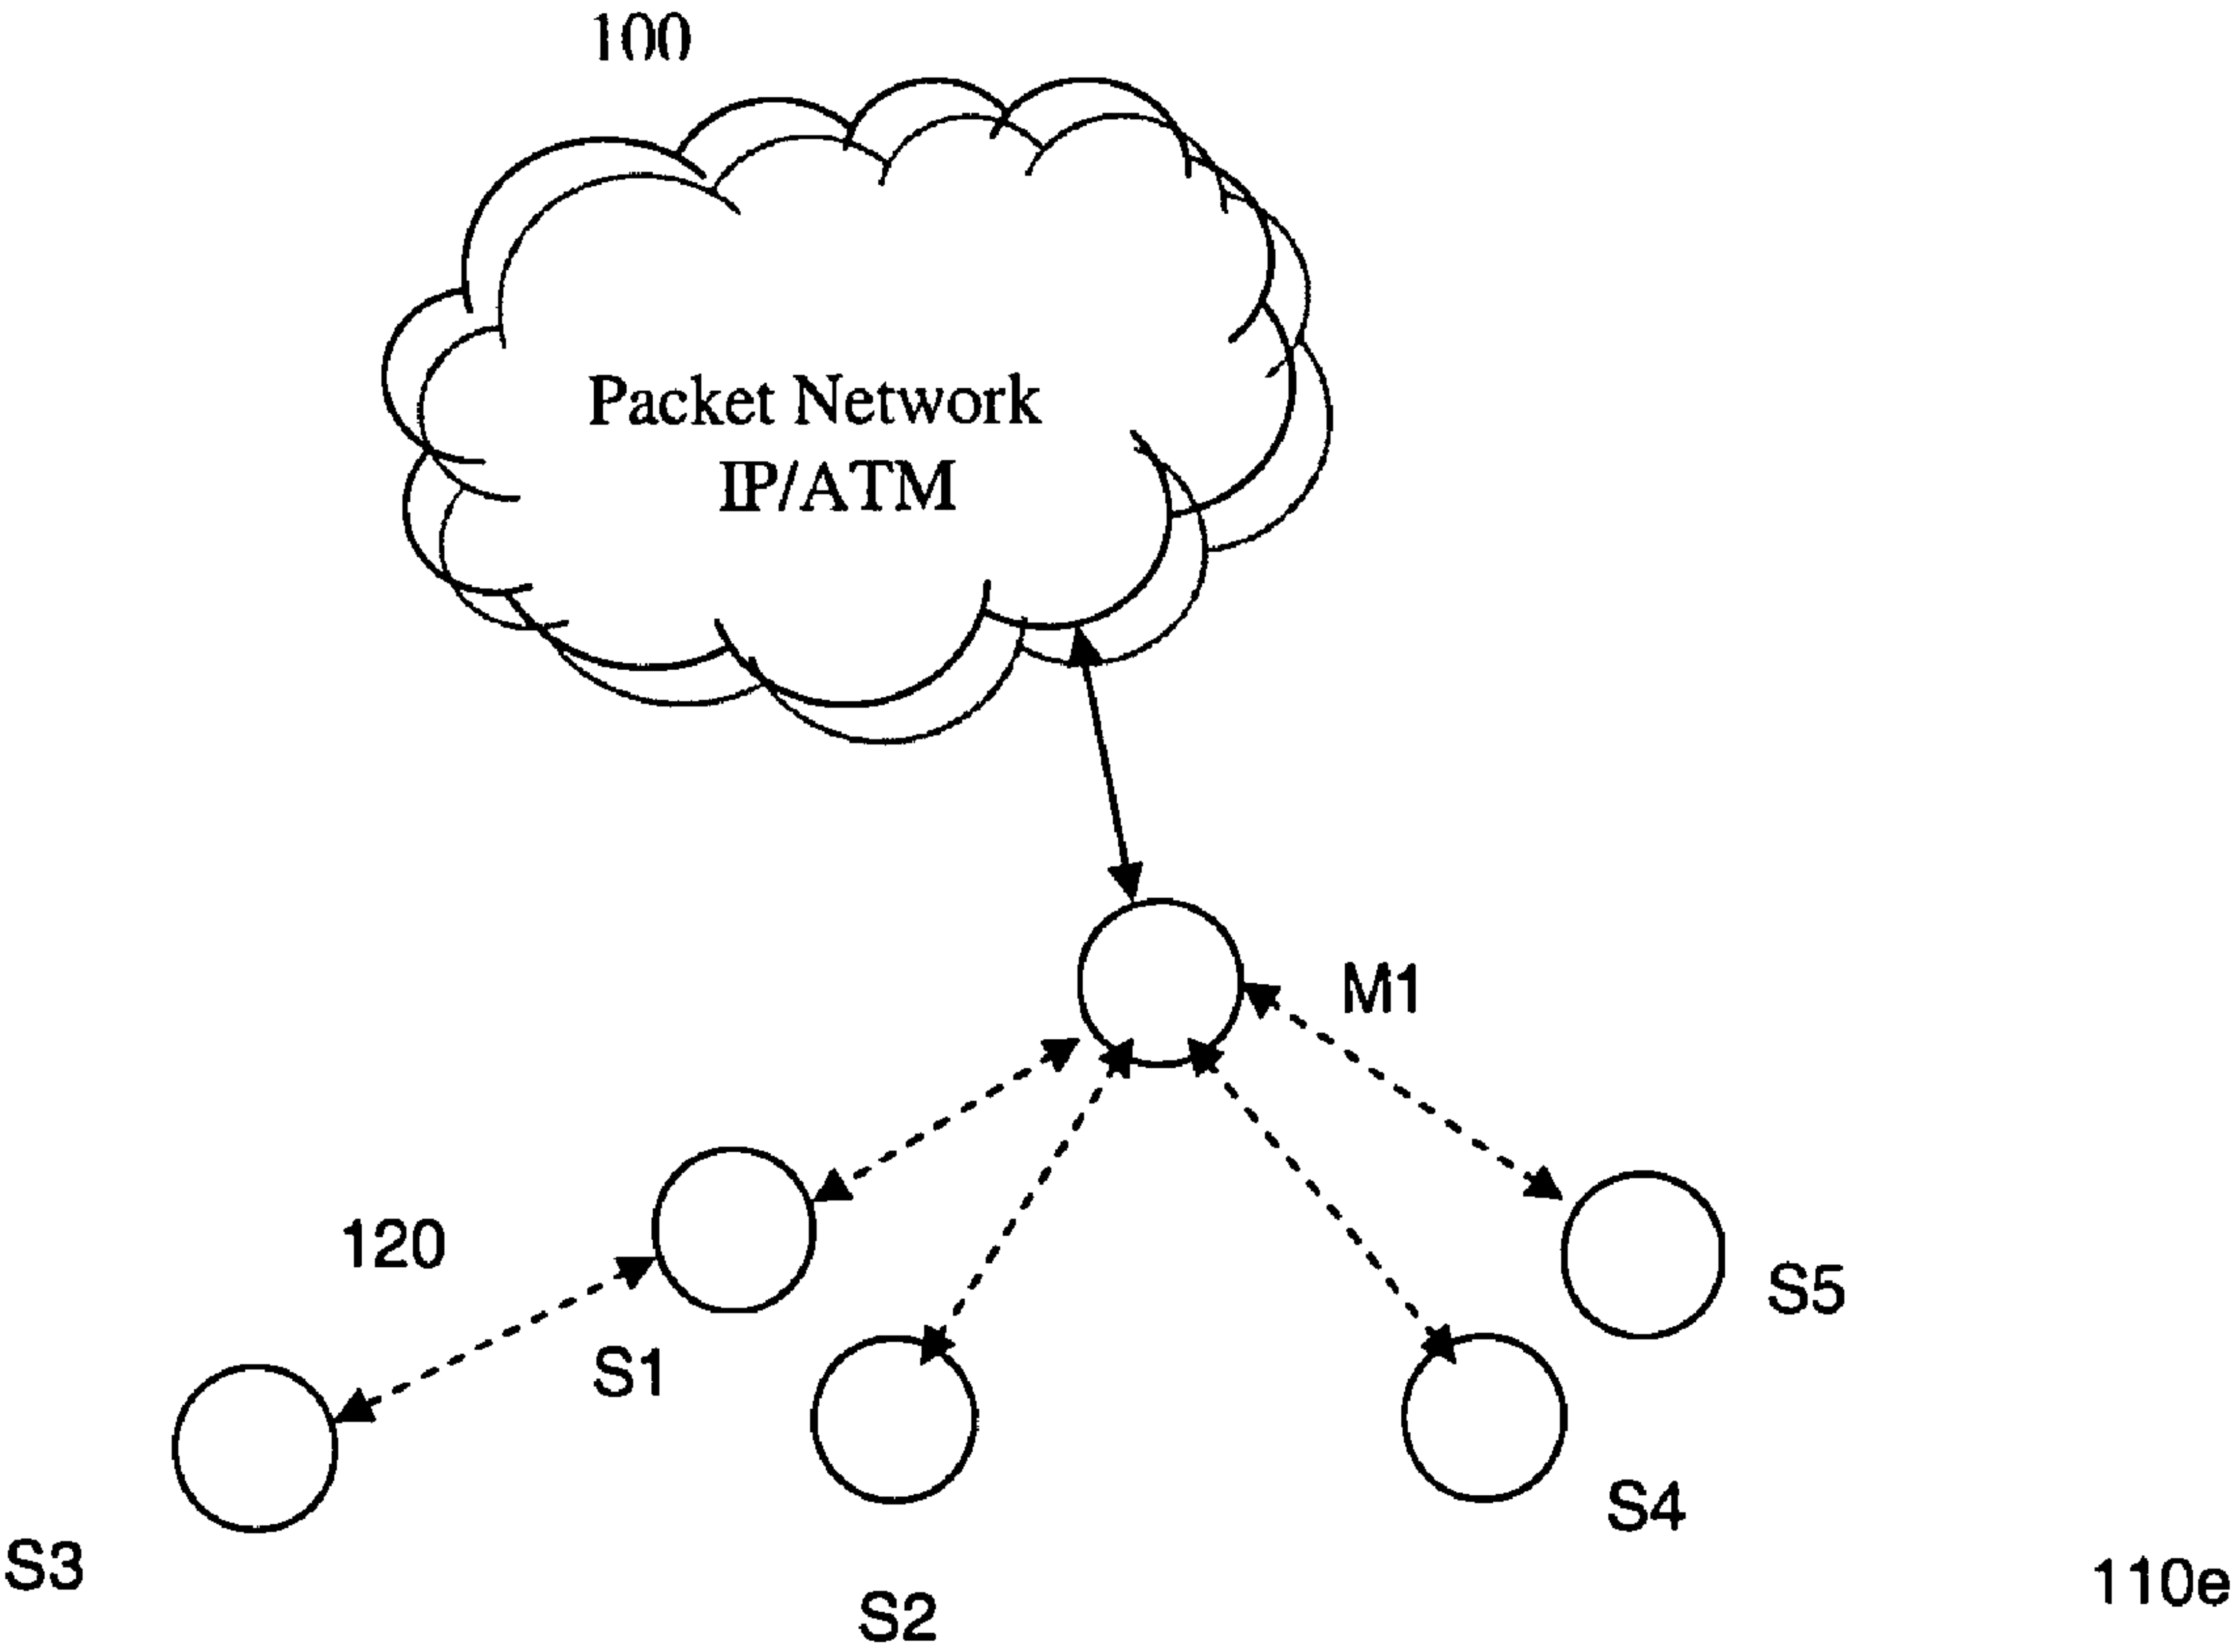 100
Packet Network
IP/ATM
M1
120
S5
S1
S4
S3
110e
S2